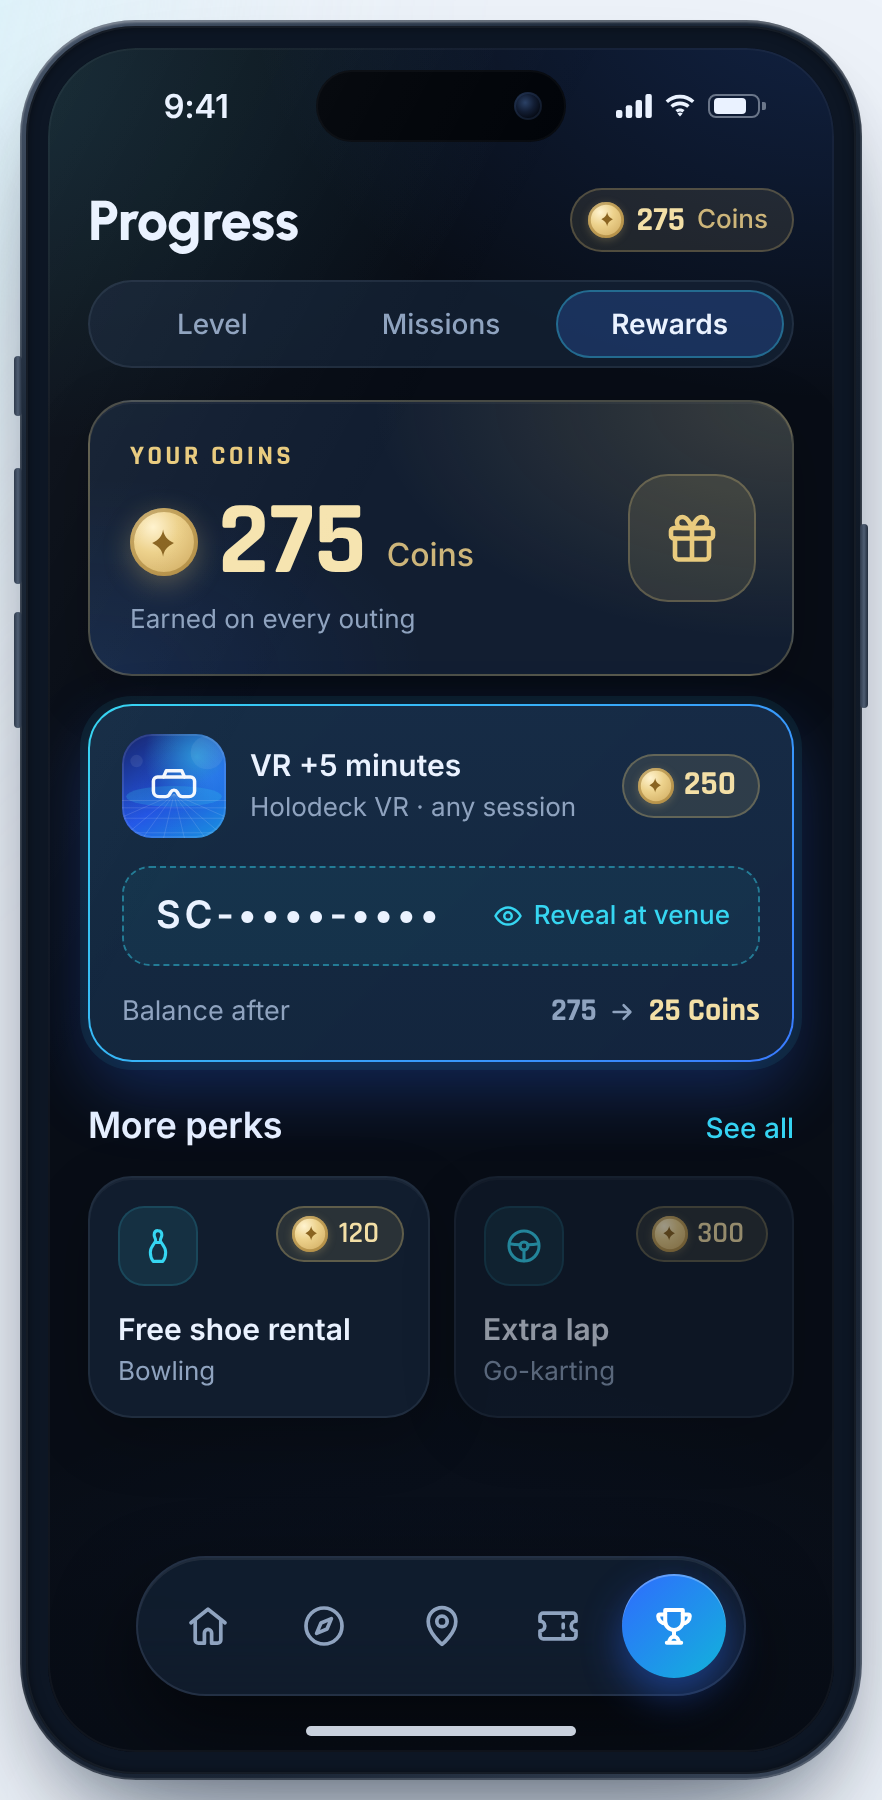 9:41
Progress
275 Coins
Level Missions Rewards
YOUR COINS
275 Coins
Earned on every outing
VR +5 minutes
Holodeck VR · any session
250
SC-••••-••••
Reveal at venue
Balance after
275 → 25 Coins
More perks
See all
120
Free shoe rental
Bowling
300
Extra lap
Go-karting